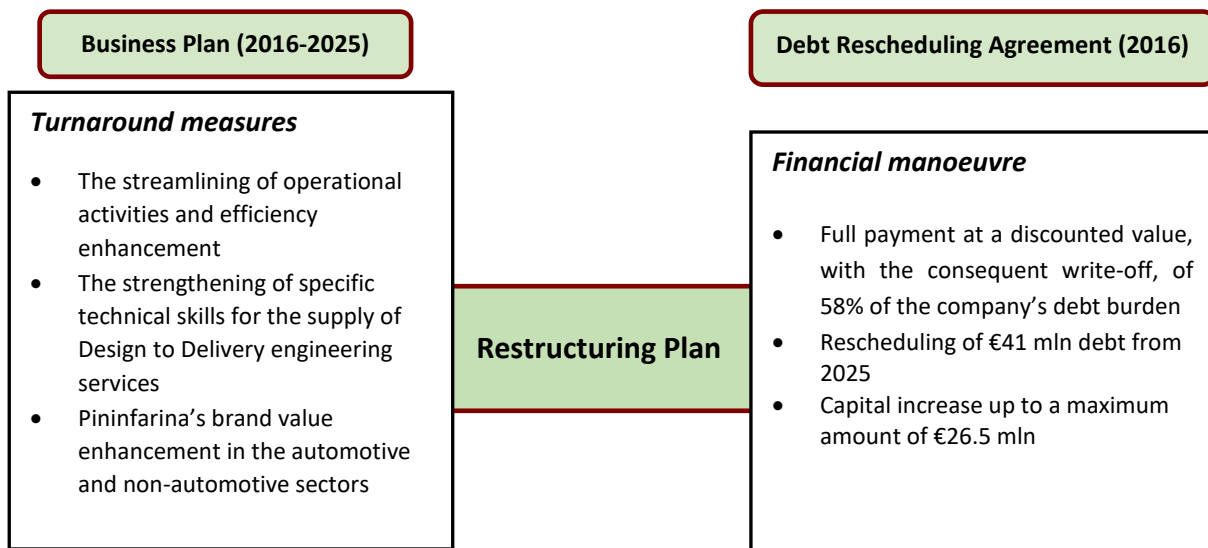 Business Plan (2016-2025)
Turnaround measures
• The streamlining of operational
activities and efficiency
enhancement
• The strengthening of specific
technical skills for the supply of
Design to Delivery engineering
services
• Pininfarina’s brand value
enhancement in the automotive
and non-automotive sectors
Restructuring Plan
Debt Rescheduling Agreement (2016)
Financial manoeuvre
• Full payment at a discounted value,
with the consequent write-off, of
58% of the company’s debt burden
• Rescheduling of €41 mln debt from
2025
• Capital increase up to a maximum
amount of €26.5 mln